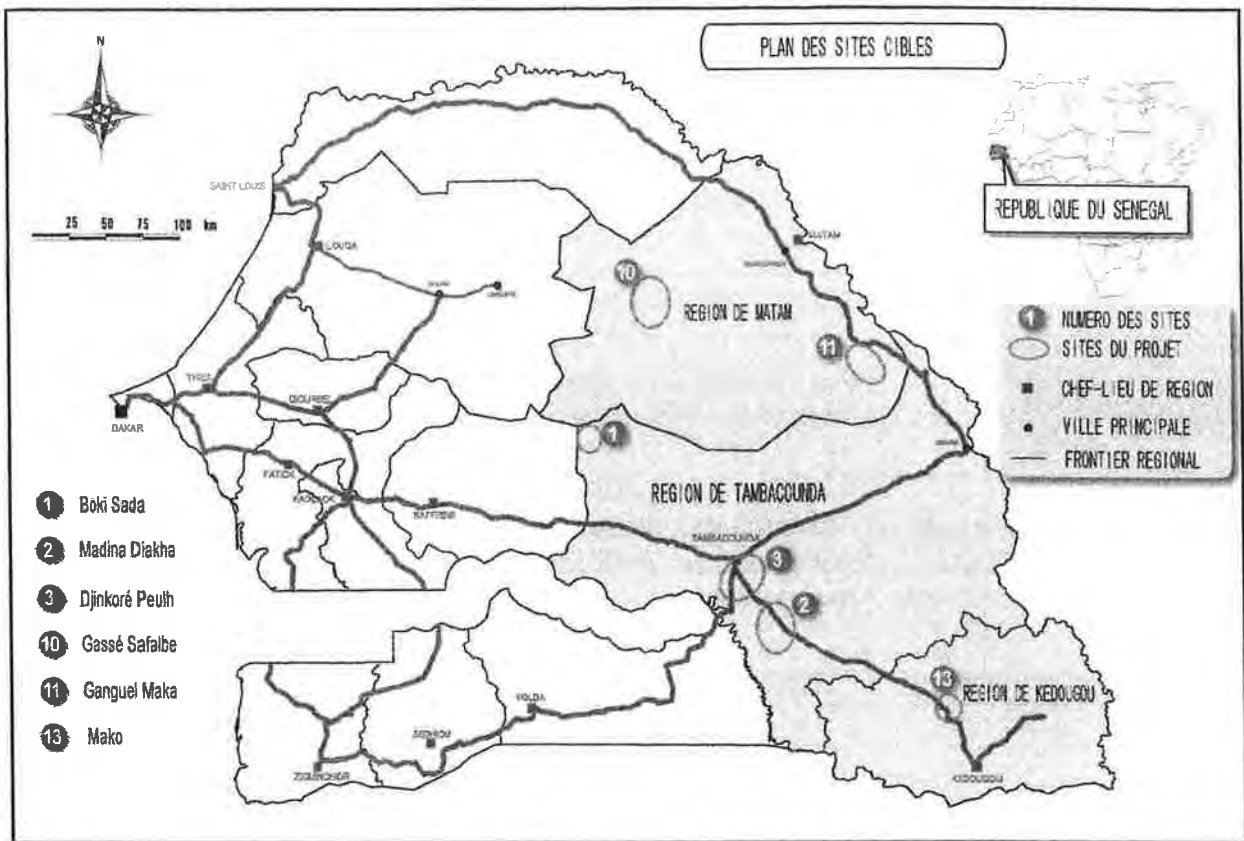 PLAN DES SITES CIBLES
N
25 50 75 100 km
REPUBLIQUE DU SENEGAL
1 NUMERO DES SITES
SITES DU PROJET
CHEF-LIEU DE REGION
VILLE PRINCIPALE
FRONTIER REGIONAL
SAINT LOUIS
LOUGA
10
REGION DE MATAM
11
THIES
DIOURBEL
DAKAR
1
FATICK
KAOLACK
KAFFRINE
REGION DE TAMBACOUNDA
TAMBACOUNDA
3
2
13
REGION DE KEDOUGOU
KOLDA
SEDHIOU
ZIGUINCHOR
KEDOUGOU
1 Boki Sada
2 Madina Diakha
3 Djinkoré Peulh
10 Gassé Safalbe
11 Ganguel Maka
13 Mako